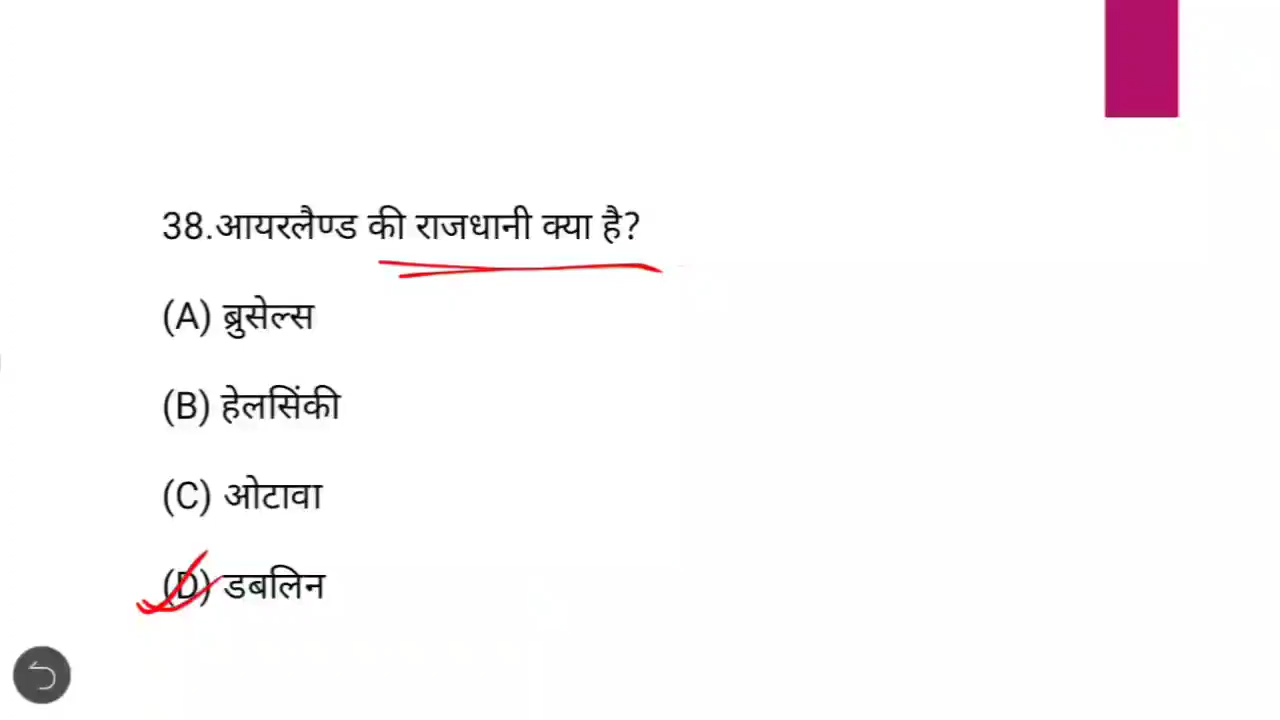 38.आयरलैण्ड की राजधानी क्या है?
(A) ब्रुसेल्स
(B) हेलसिंकी
(C) ओटावा
(D) डबलिन